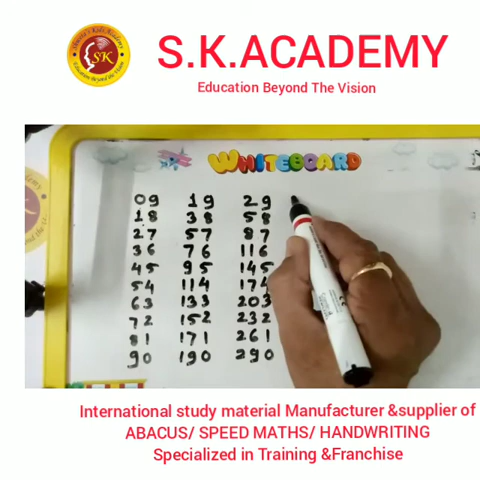 S.K.ACADEMY
Education Beyond The Vision
SK
WHITEBOARD
09 19 29
18 38 58
27 57 87
36 76 116
45 95 145
54 114 174
63 133 203
72 152 232
81 171 261
90 190 290
International study material Manufacturer &supplier of
ABACUS/ SPEED MATHS/ HANDWRITING
Specialized in Training &Franchise